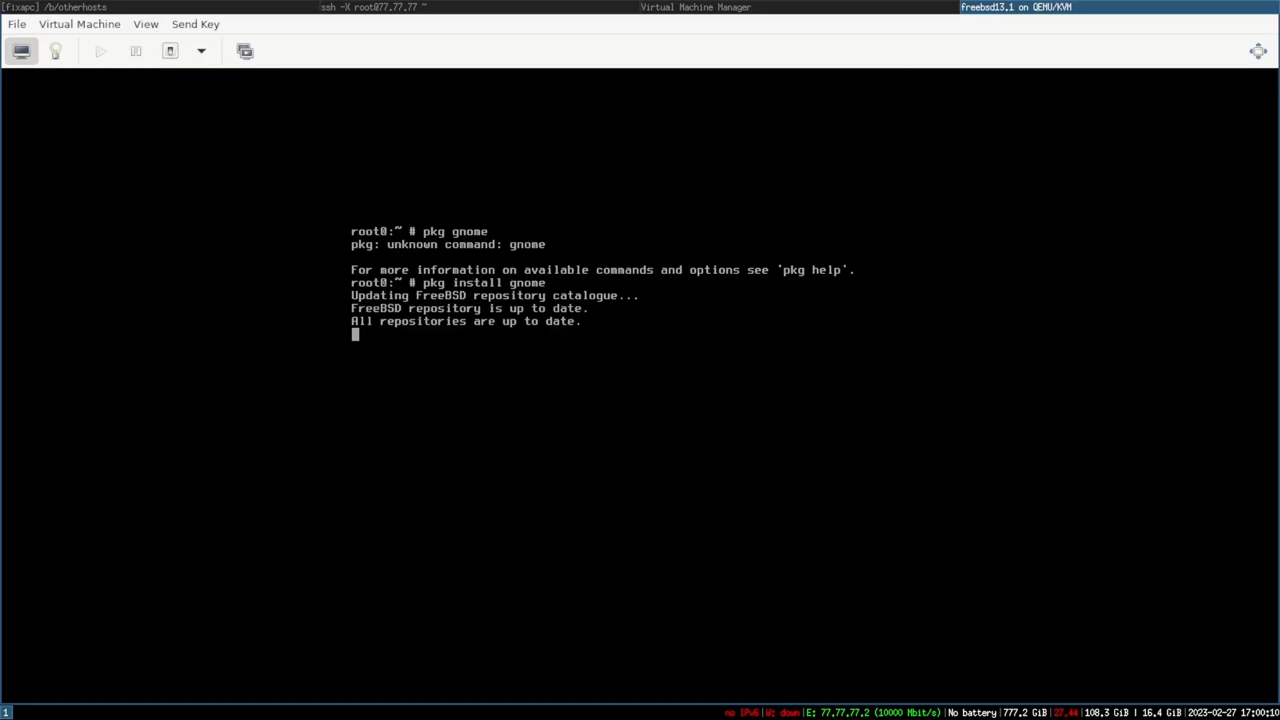 [fixapc] /b/otherhosts
ssh -X root@77.77.77 ~
Virtual Machine Manager
freebsd13.1 on QEMU/KVM
File Virtual Machine View Send Key
root@:~ # pkg gnome
pkg: unknown command: gnome
For more information on available commands and options see 'pkg help'.
root@:~ # pkg install gnome
Updating FreeBSD repository catalogue...
FreeBSD repository is up to date.
All repositories are up to date.
1
no IPv6|W: down|E: 77.77.77.2 (10000 Mbit/s)|No battery|777.2 GiB|27.44|108.3 GiB | 16.4 GiB|2023-02-27 17:00:10